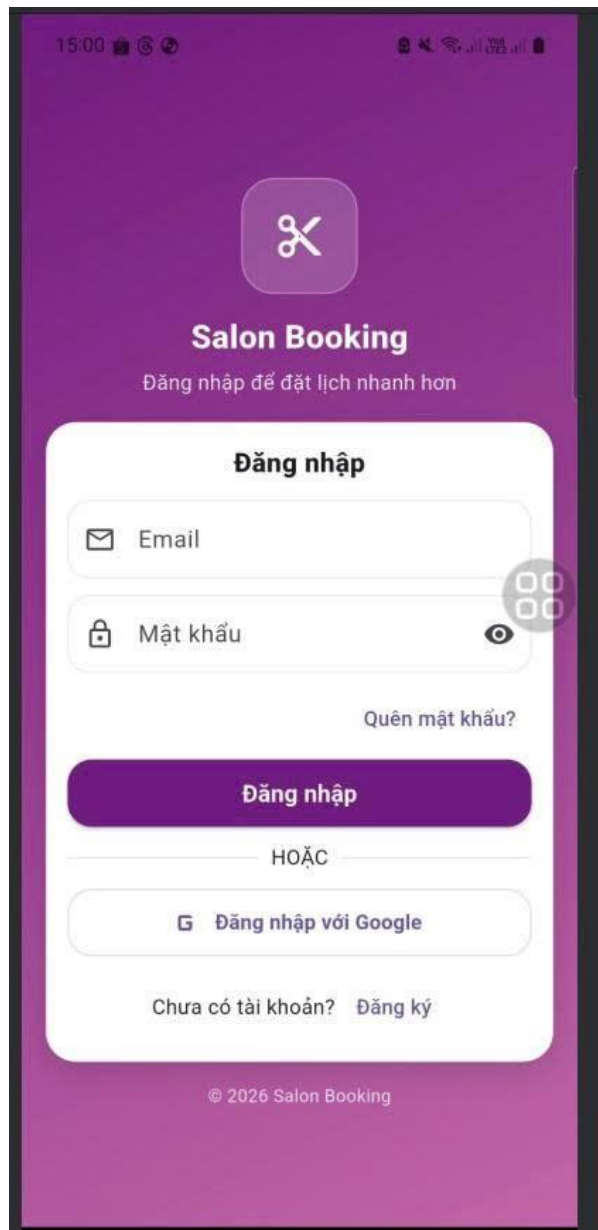 15:00
Salon Booking
Đăng nhập để đặt lịch nhanh hơn
Đăng nhập
Email
Mật khẩu
Quên mật khẩu?
Đăng nhập
HOẶC
G Đăng nhập với Google
Chưa có tài khoản? Đăng ký
© 2026 Salon Booking